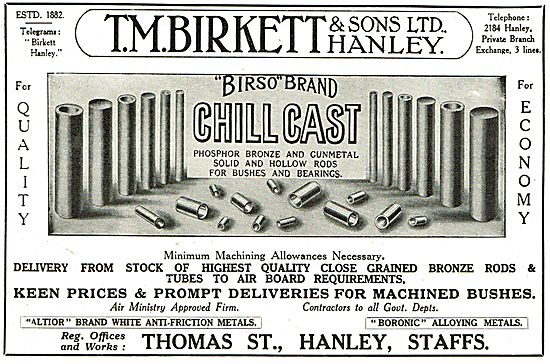 ESTD. 1882.
Telegrams:
"Birkett
Hanley."
T.M.BIRKETT & SONS LTD.,
HANLEY.
Telephone:
2184 Hanley,
Private Branch
Exchange, 3 lines.
For
QUALITY
"BIRSO" BRAND
CHILL CAST
PHOSPHOR BRONZE AND GUNMETAL
SOLID AND HOLLOW RODS
FOR BUSHES AND BEARINGS.
For
ECONOMY
Minimum Machining Allowances Necessary.
DELIVERY FROM STOCK OF HIGHEST QUALITY CLOSE GRAINED BRONZE RODS &
TUBES TO AIR BOARD REQUIREMENTS.
KEEN PRICES & PROMPT DELIVERIES FOR MACHINED BUSHES.
Air Ministry Approved Firm. Contractors to all Govt. Depts.
"ALTIOR" BRAND WHITE ANTI-FRICTION METALS. "BORONIC" ALLOYING METALS.
Reg. Offices
and Works: THOMAS ST., HANLEY, STAFFS.